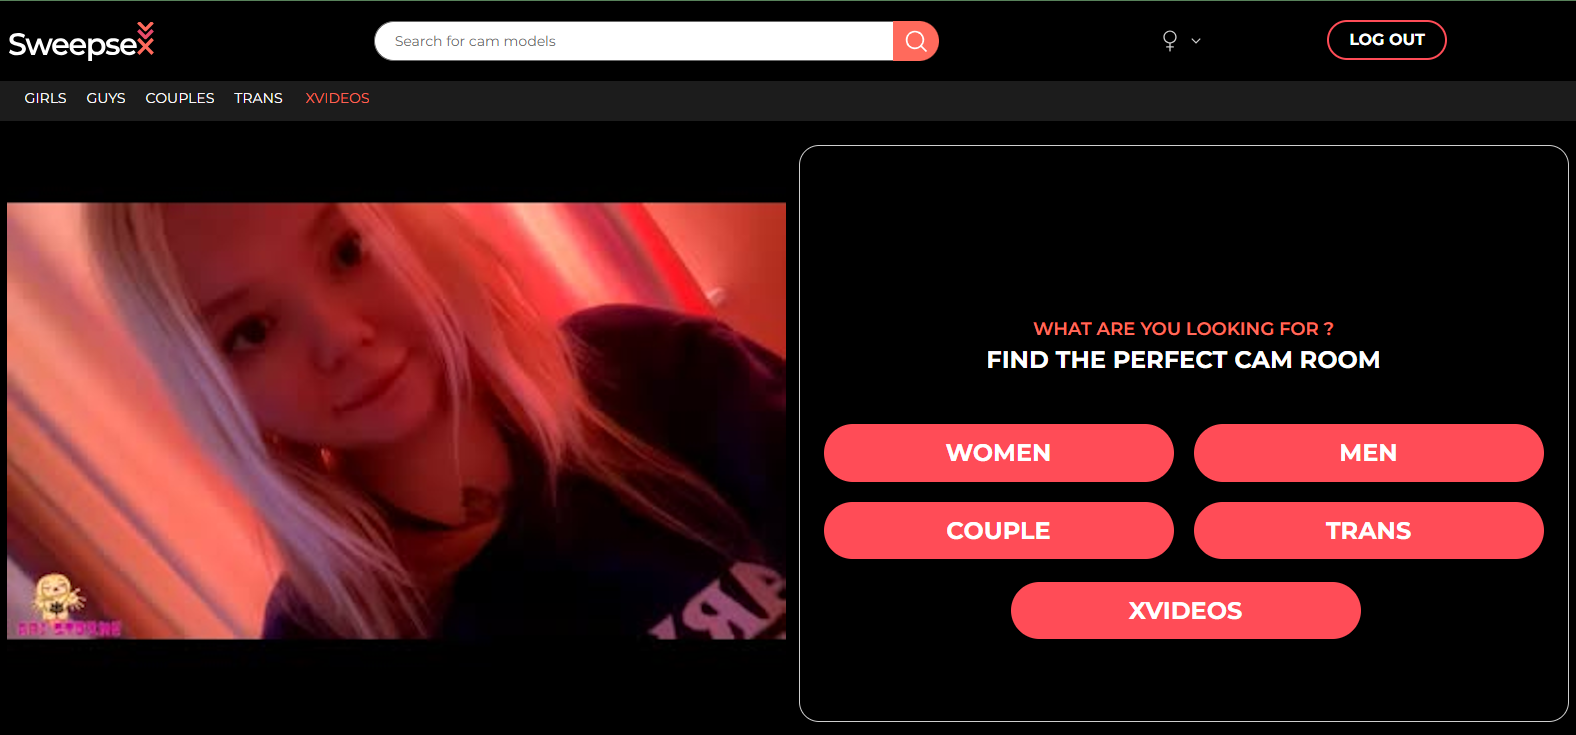 SweepseX
Search for cam models
LOG OUT
GIRLS GUYS COUPLES TRANS XVIDEOS
WHAT ARE YOU LOOKING FOR ?
FIND THE PERFECT CAM ROOM
WOMEN MEN
COUPLE TRANS
XVIDEOS